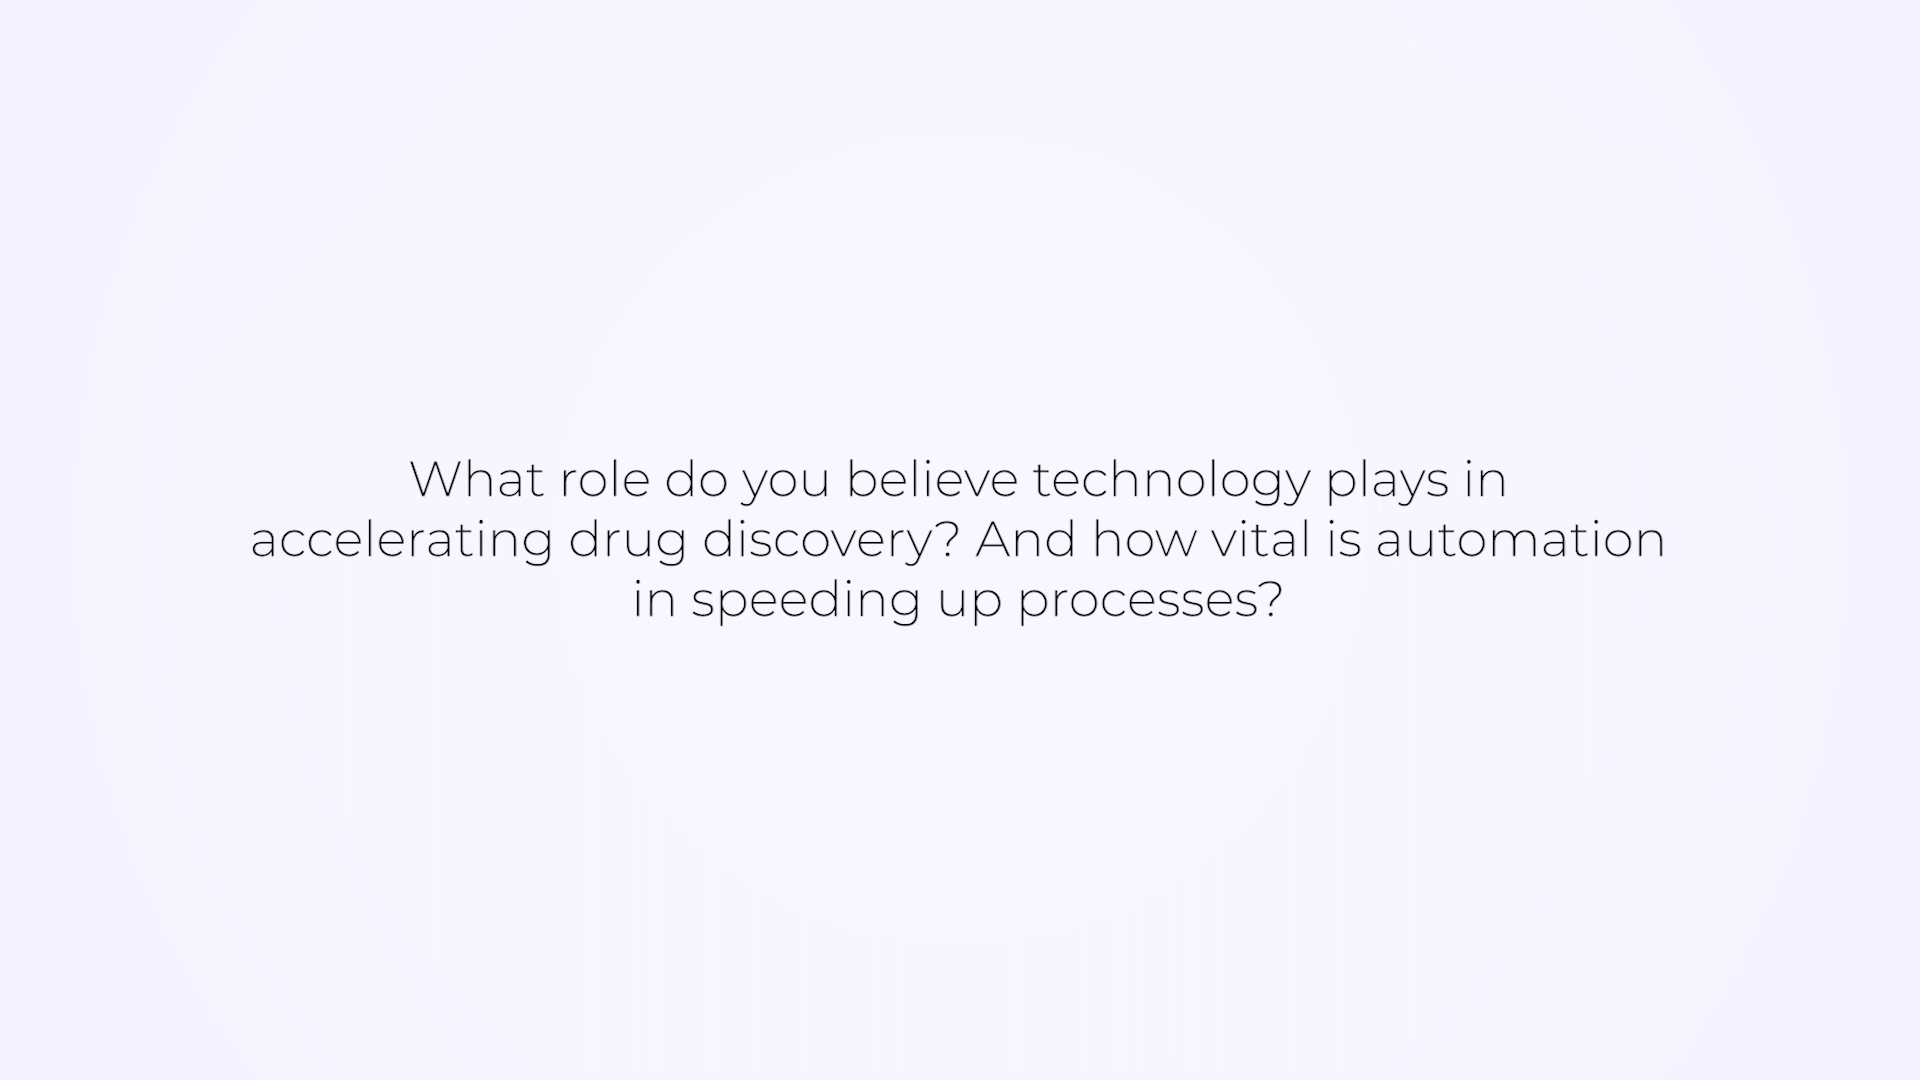 What role do you believe technology plays in
accelerating drug discovery? And how vital is automation
in speeding up processes?